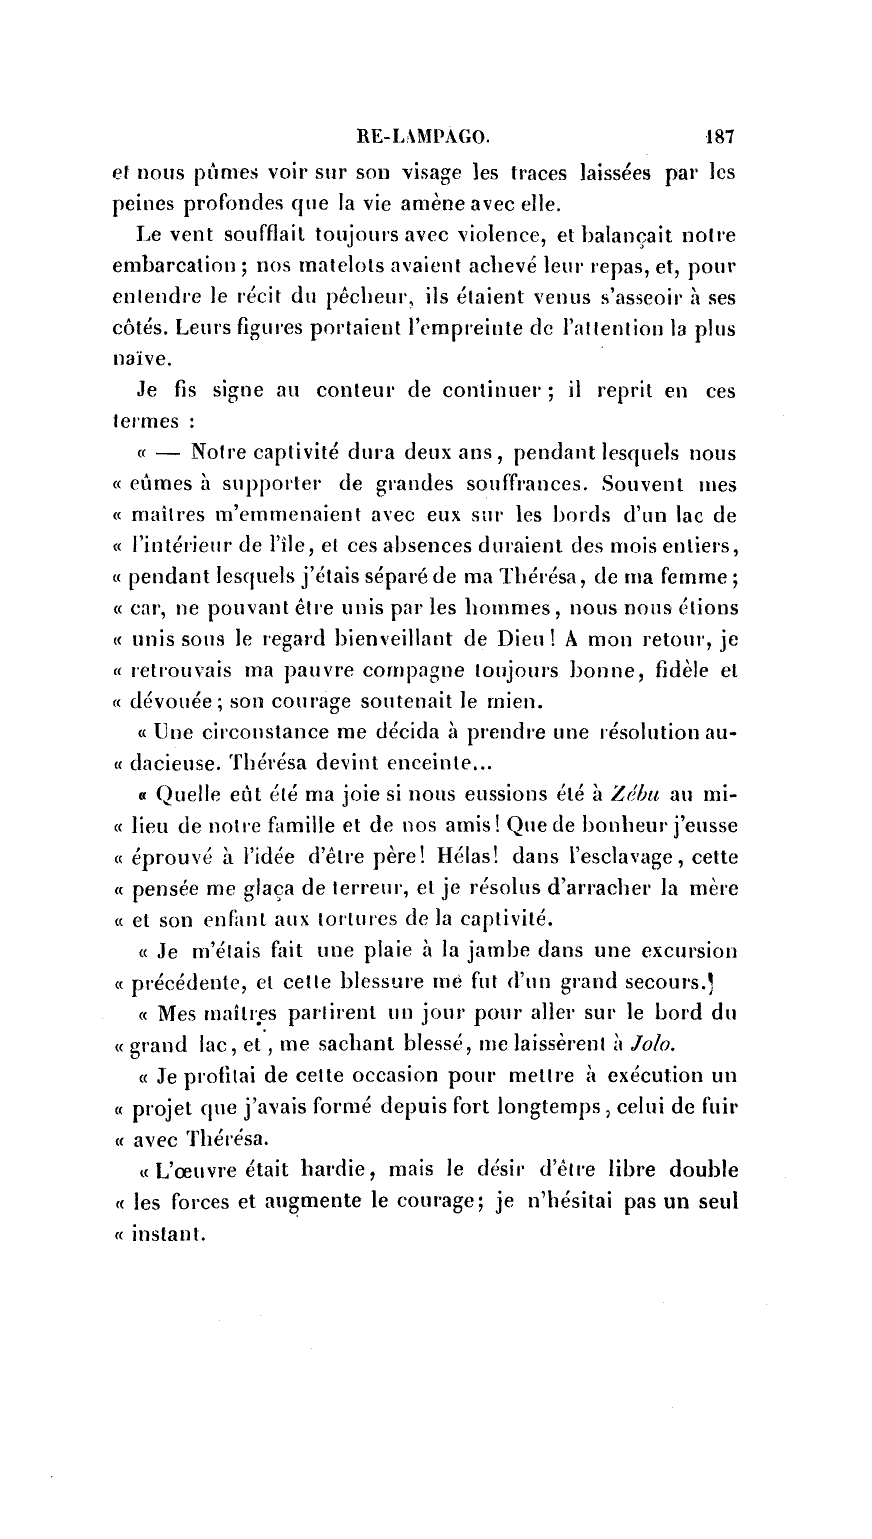 RE-LAMPAGO. 187
et nous pûmes voir sur son visage les traces laissées par les
peines profondes que la vie amène avec elle.
Le vent soufflait toujours avec violence, et balançait notre
embarcation ; nos matelots avaient achevé leur repas, et, pour
entendre le récit du pêcheur, ils étaient venus s'asseoir à ses
côtés. Leurs figures portaient l'empreinte de l'attention la plus
naïve.
Je fis signe au conteur de continuer ; il reprit en ces
termes :
« — Notre captivité dura deux ans, pendant lesquels nous
« eûmes à supporter de grandes souffrances. Souvent mes
« maîtres m'emmenaient avec eux sur les bords d'un lac de
« l'intérieur de l'île, et ces absences duraient des mois entiers,
« pendant lesquels j'étais séparé de ma Thérésa, de ma femme ;
« car, ne pouvant être unis par les hommes, nous nous étions
« unis sous le regard bienveillant de Dieu ! A mon retour, je
« retrouvais ma pauvre compagne toujours bonne, fidèle et
« dévouée ; son courage soutenait le mien.
« Une circonstance me décida à prendre une résolution au-
« dacieuse. Thérésa devint enceinte...
« Quelle eût été ma joie si nous eussions été à Zébu au mi-
« lieu de notre famille et de nos amis ! Que de bonheur j'eusse
« éprouvé à l'idée d'être père ! Hélas ! dans l'esclavage, cette
« pensée me glaça de terreur, et je résolus d'arracher la mère
« et son enfant aux tortures de la captivité.
« Je m'étais fait une plaie à la jambe dans une excursion
« précédente, et cette blessure me fut d'un grand secours.
« Mes maîtres partirent un jour pour aller sur le bord du
« grand lac, et, me sachant blessé, me laissèrent à Jolo.
« Je profitai de cette occasion pour mettre à exécution un
« projet que j'avais formé depuis fort longtemps, celui de fuir
« avec Thérésa.
« L'œuvre était hardie, mais le désir d'être libre double
« les forces et augmente le courage ; je n'hésitai pas un seul
« instant.